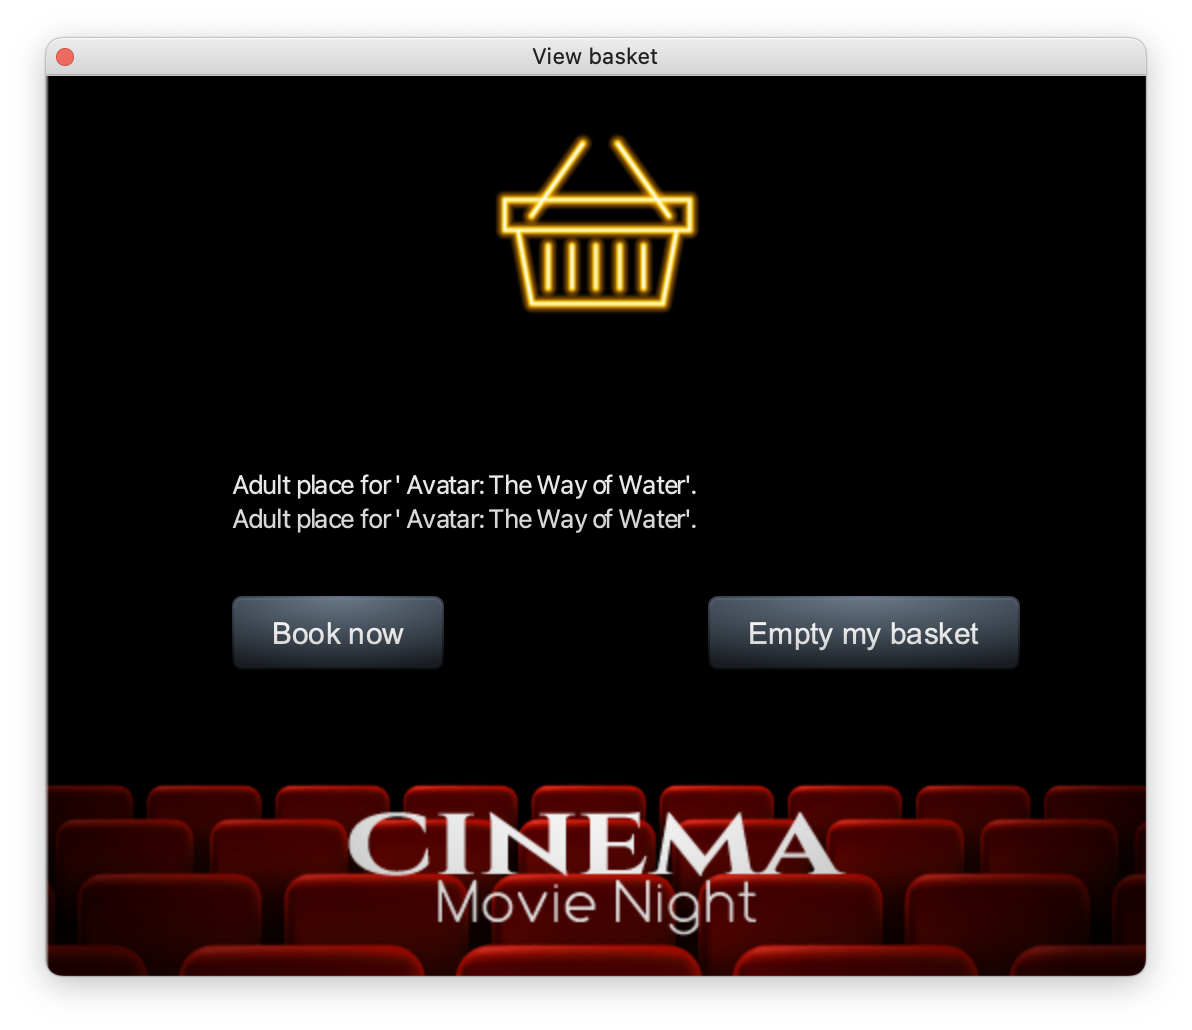 View basket
Adult place for ' Avatar: The Way of Water'.
Adult place for ' Avatar: The Way of Water'.
Book now
Empty my basket
CINEMA
Movie Night